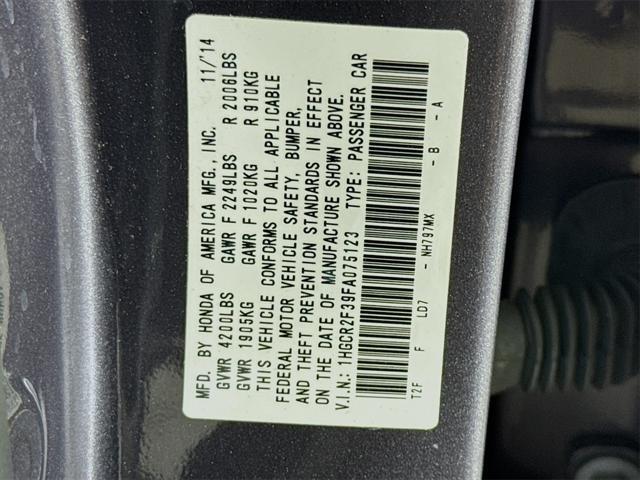 MFD. BY HONDA OF AMERICA MFG., INC. 11/'14
GVWR 4200LBS GAWR F 2249LBS R 2006LBS
GVWR 1905KG GAWR F 1020KG R 910KG
THIS VEHICLE CONFORMS TO ALL APPLICABLE
FEDERAL MOTOR VEHICLE SAFETY, BUMPER,
AND THEFT PREVENTION STANDARDS IN EFFECT
ON THE DATE OF MANUFACTURE SHOWN ABOVE.
V.I.N.: 1HGCR2F39FA075123 TYPE: PASSENGER CAR
T2F F LD7 - NH797MX - B - A